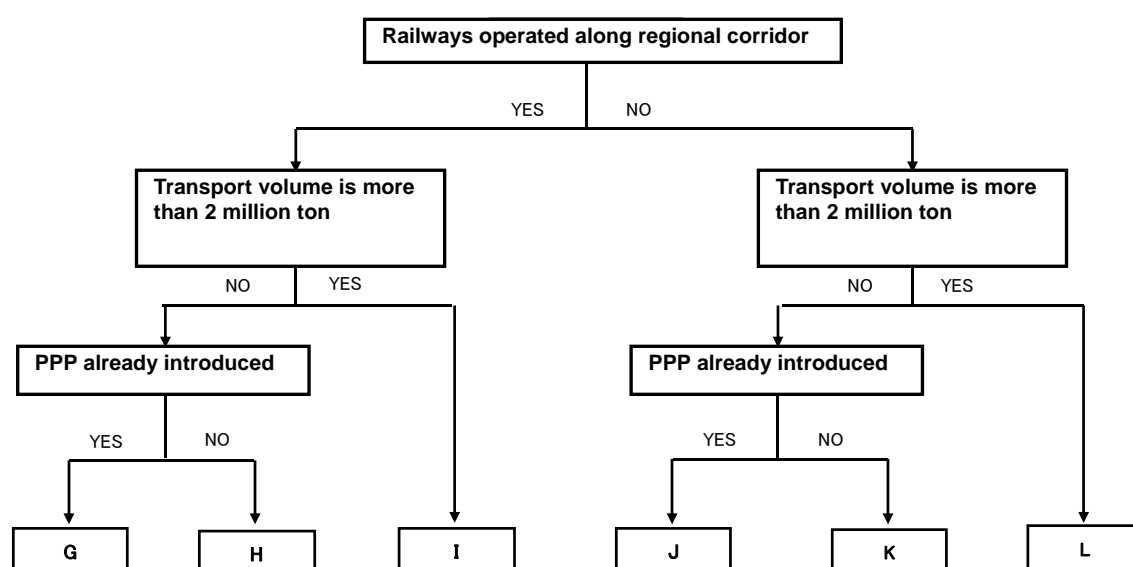 Railways operated along regional corridor
YES NO
Transport volume is more
than 2 million ton
Transport volume is more
than 2 million ton
NO YES
NO YES
PPP already introduced
PPP already introduced
YES NO
YES NO
G H I J K L